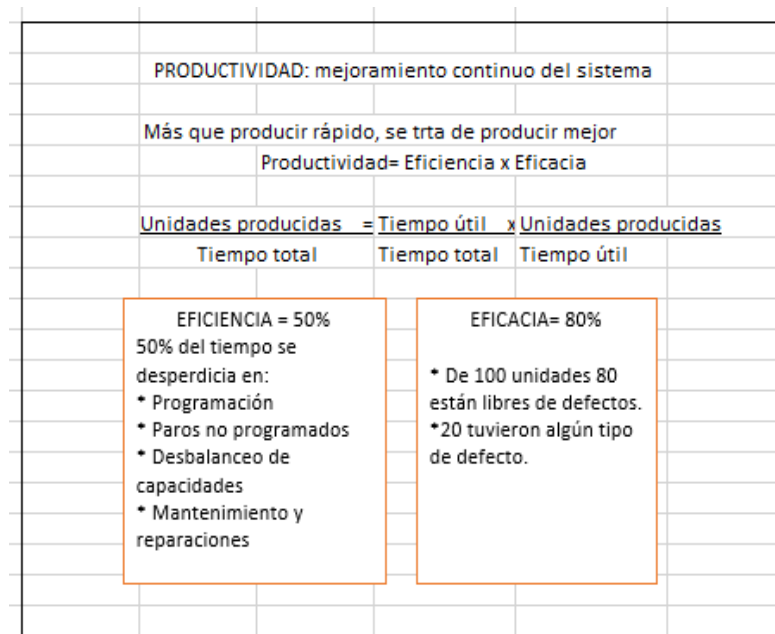 PRODUCTIVIDAD: mejoramiento continuo del sistema
Más que producir rápido, se trta de producir mejor
Productividad= Eficiencia x Eficacia
Unidades producidas = Tiempo útil x Unidades producidas
Tiempo total Tiempo total Tiempo útil
EFICIENCIA = 50%
50% del tiempo se
desperdicia en:
* Programación
* Paros no programados
* Desbalanceo de
capacidades
* Mantenimiento y
reparaciones
EFICACIA= 80%
* De 100 unidades 80
están libres de defectos.
*20 tuvieron algún tipo
de defecto.